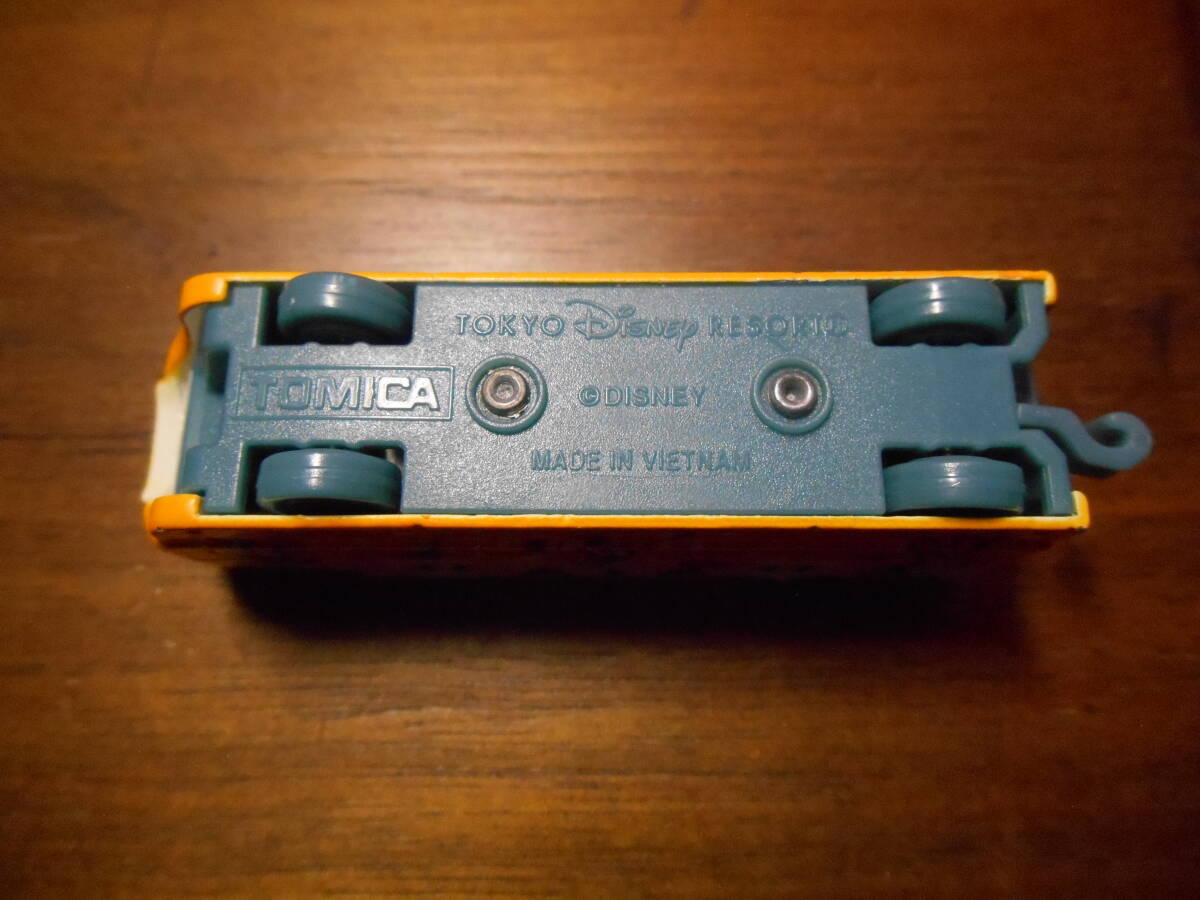 TOKYO Disney RESORT
TOMICA
©DISNEY
MADE IN VIETNAM